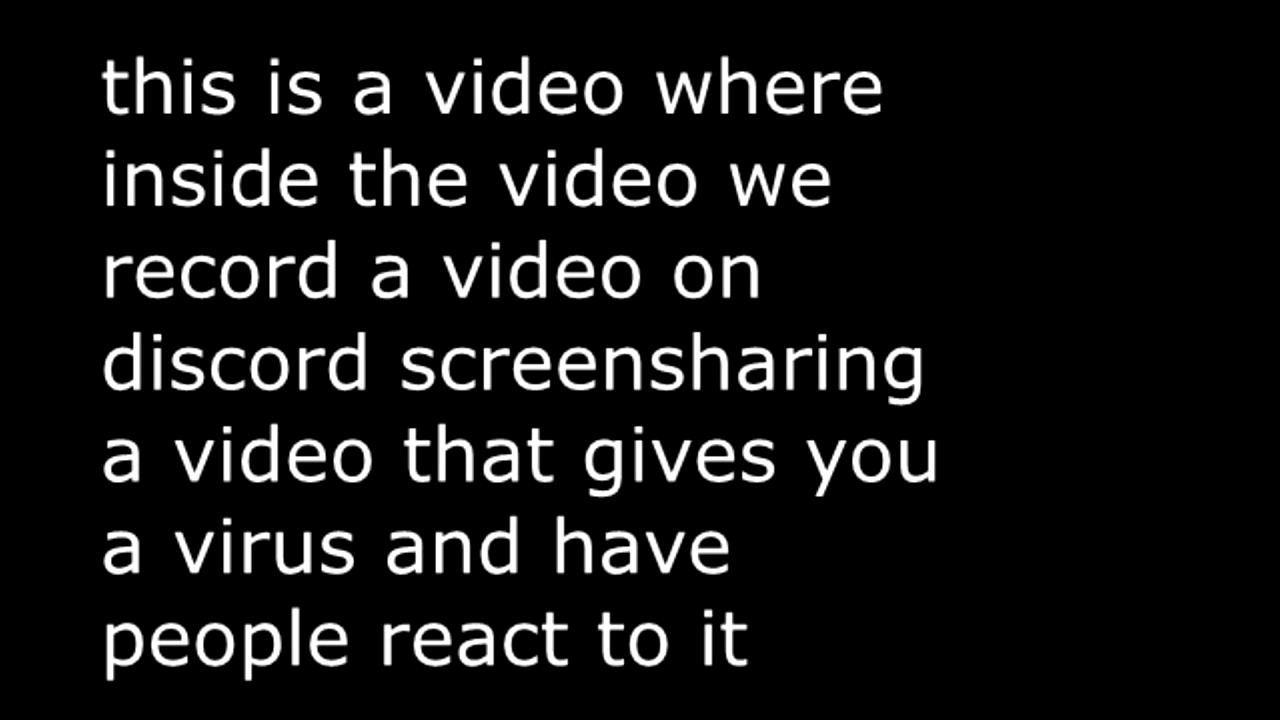 this is a video where
inside the video we
record a video on
discord screensharing
a video that gives you
a virus and have
people react to it